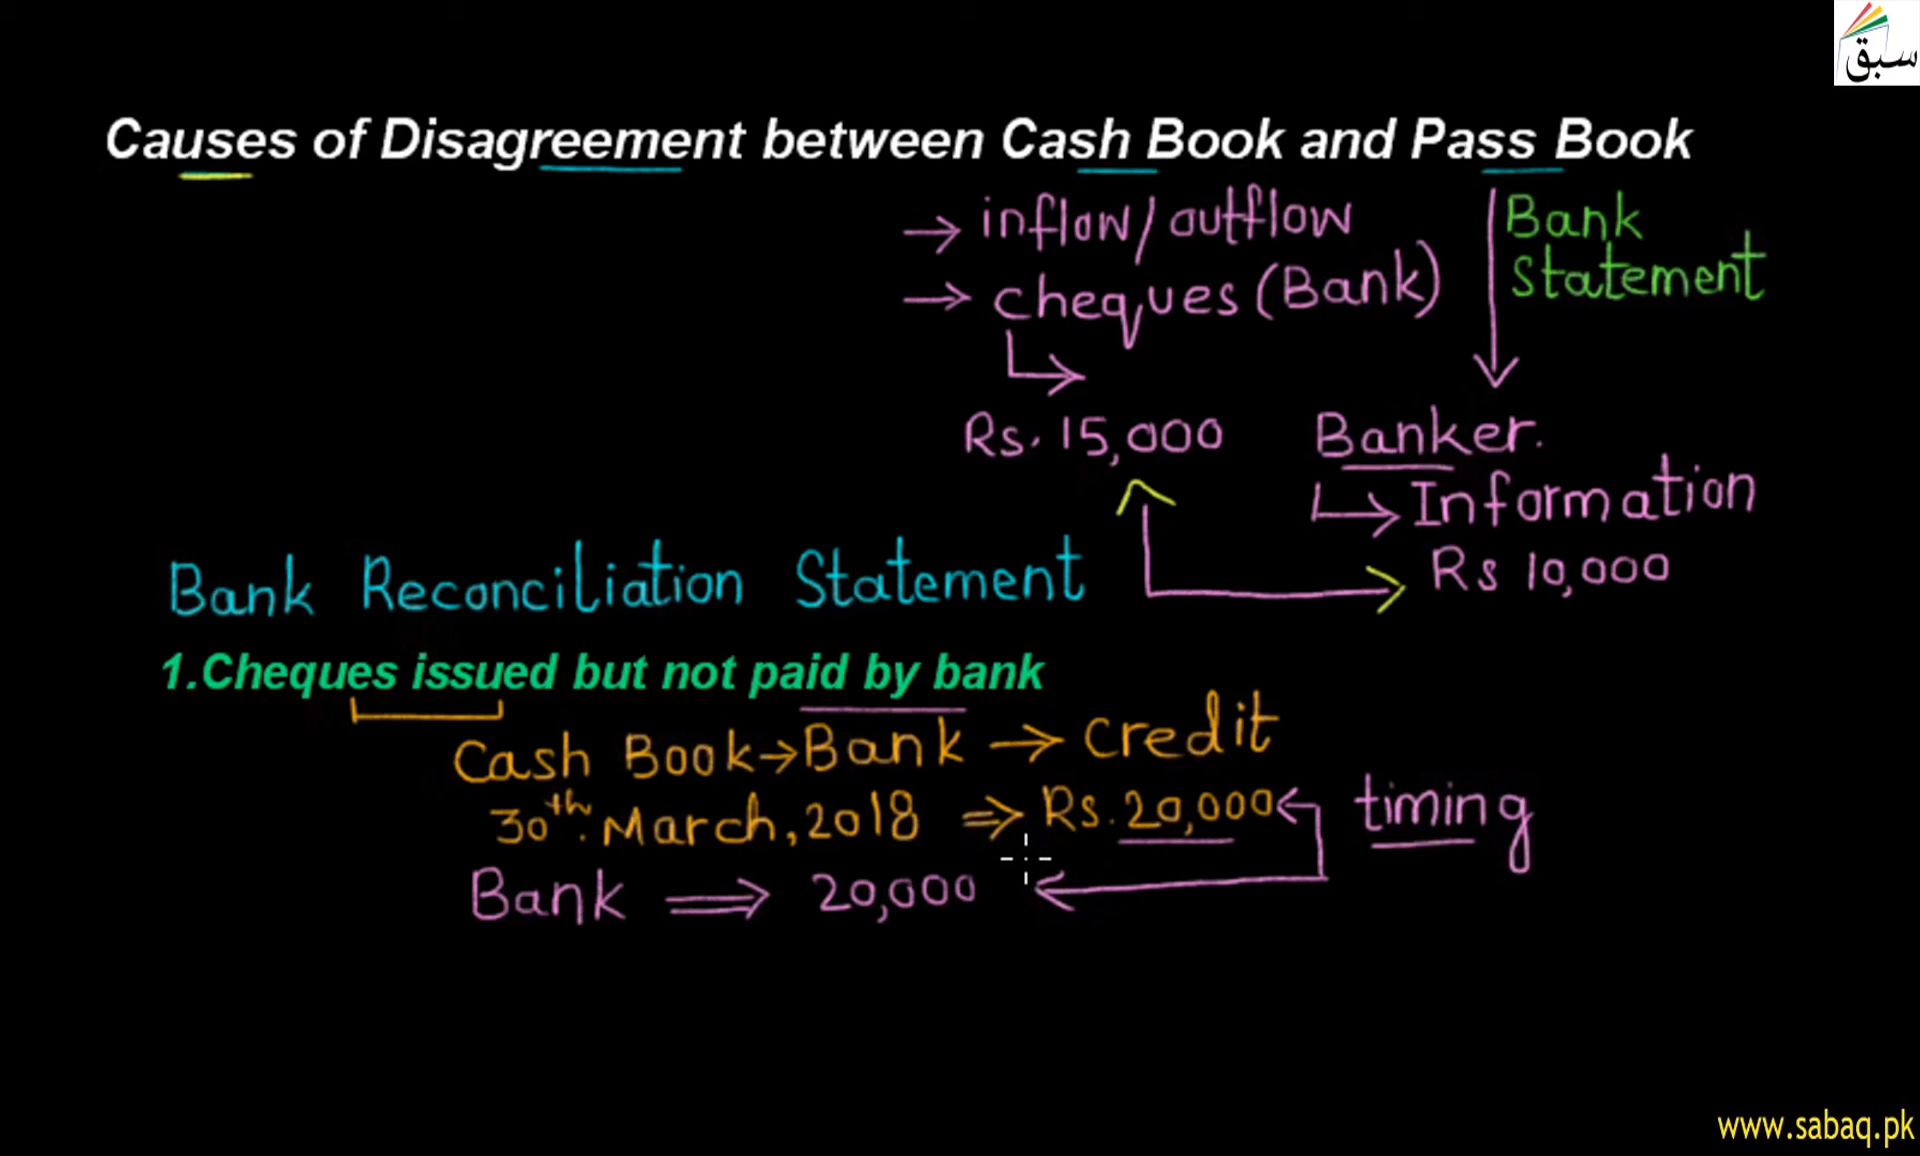 سبق
Causes of Disagreement between Cash Book and Pass Book
→ inflow/outflow
→ cheques (Bank)
Bank
Statement
Rs. 15,000
Banker.
Information
Rs 10,000
Bank Reconciliation Statement
1.Cheques issued but not paid by bank
Cash Book→Bank → credit
30th. March, 2018 ⇒ Rs. 20,000
timing
Bank ⇒ 20,000
www.sabaq.pk